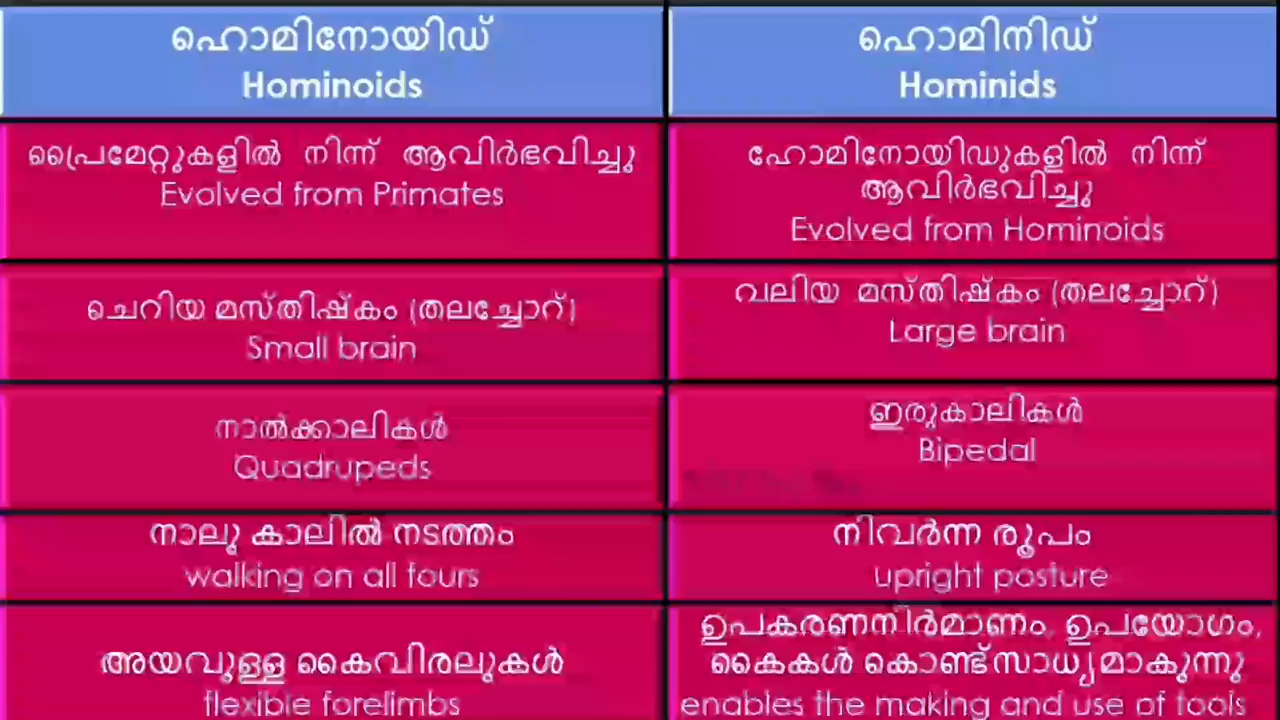 ഹൊമിനോയിഡ്
Hominoids
ഹൊമിനിഡ്
Hominids
പ്രൈമേറ്റുകളിൽ നിന്ന് ആവിർഭവിച്ചു
Evolved from Primates
ഹോമിനോയിഡുകളിൽ നിന്ന്
ആവിർഭവിച്ചു
Evolved from Hominoids
ചെറിയ മസ്തിഷ്കം (തലച്ചോറ്)
Small brain
വലിയ മസ്തിഷ്കം (തലച്ചോറ്)
Large brain
നാൽക്കാലികൾ
Quadrupeds
ഇരുകാലികൾ
Bipedal
നാലു കാലിൽ നടത്തം
walking on all fours
നിവർന്ന രൂപം
upright posture
അയവുള്ള കൈവിരലുകൾ
flexible forelimbs
ഉപകരണനിർമാണം, ഉപയോഗം,
കൈകൾ കൊണ്ട്സാധ്യമാകുന്നു
enables the making and use of tools